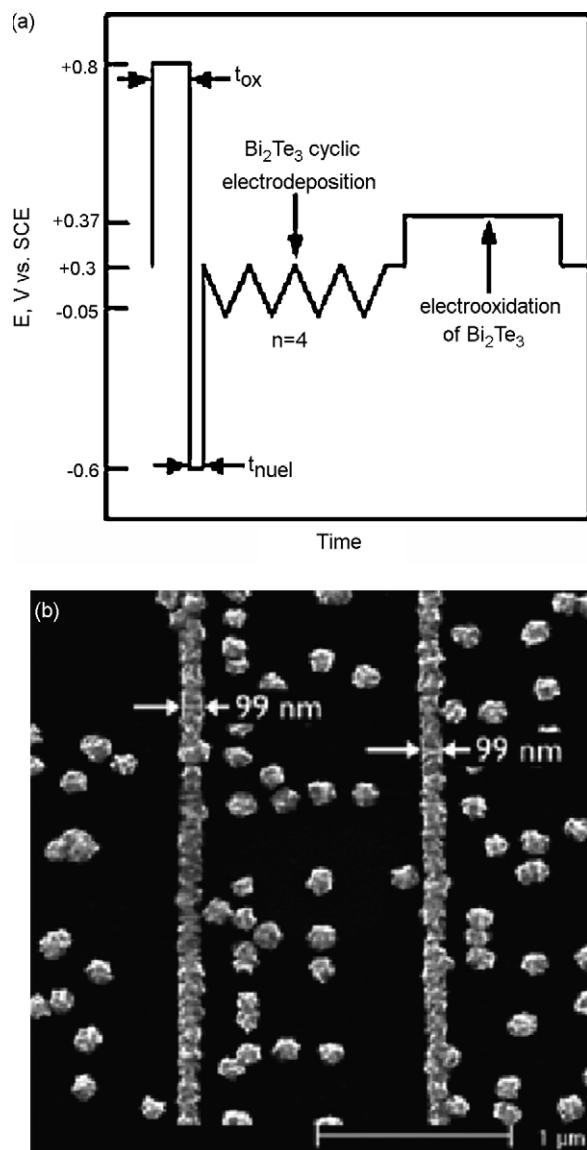 (a)
+0.8
t_ox
Bi₂Te₃ cyclic
electrodeposition
+0.37
+0.3
-0.05
electrooxidation
of Bi₂Te₃
n=4
-0.6
t_nuel
E, V vs. SCE
Time
(b)
99 nm
99 nm
1 µm